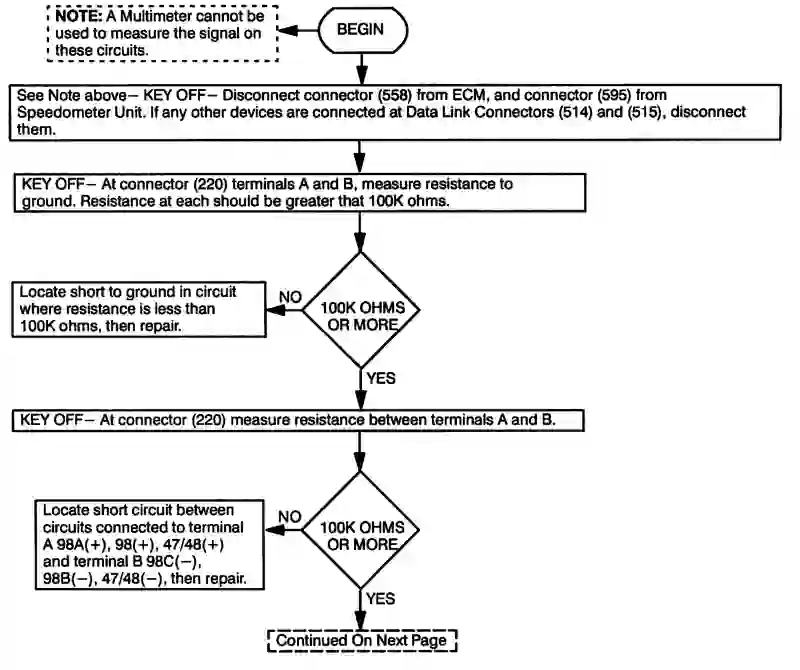 NOTE: A Multimeter cannot be
used to measure the signal on
these circuits.
BEGIN
See Note above– KEY OFF– Disconnect connector (558) from ECM, and connector (595) from
Speedometer Unit. If any other devices are connected at Data Link Connectors (514) and (515), disconnect
them.
KEY OFF– At connector (220) terminals A and B, measure resistance to
ground. Resistance at each should be greater that 100K ohms.
100K OHMS
OR MORE
NO
Locate short to ground in circuit
where resistance is less than
100K ohms, then repair.
YES
KEY OFF– At connector (220) measure resistance between terminals A and B.
100K OHMS
OR MORE
NO
Locate short circuit between
circuits connected to terminal
A 98A(+), 98(+), 47/48(+)
and terminal B 98C(–),
98B(–), 47/48(–), then repair.
YES
Continued On Next Page